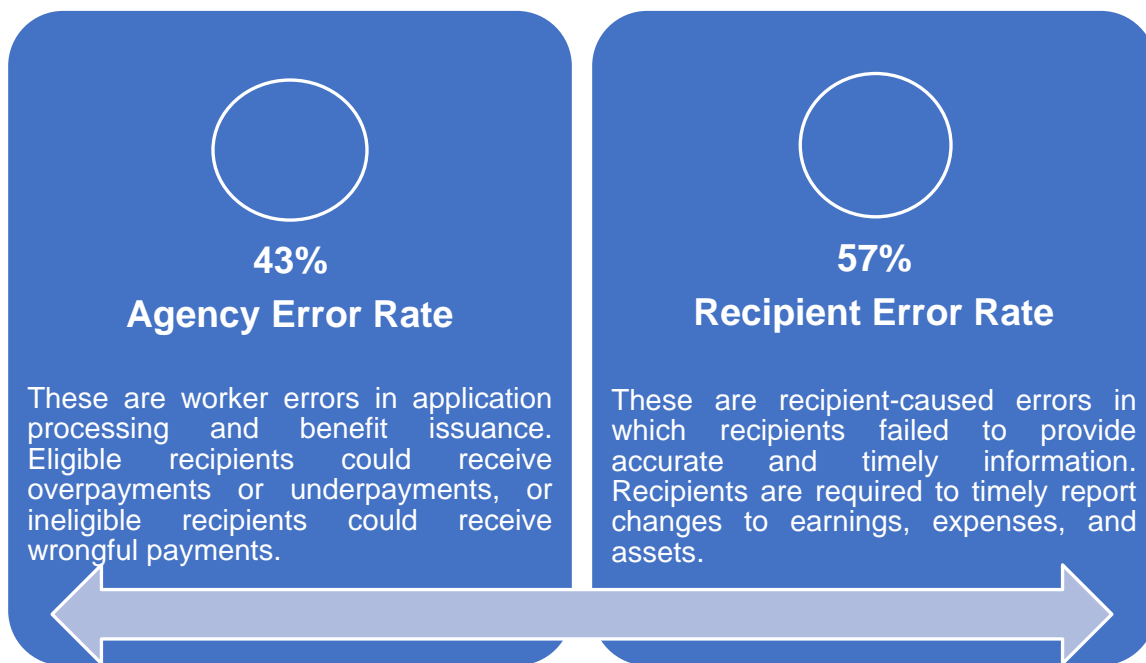 43%
Agency Error Rate
These are worker errors in application
processing and benefit issuance.
Eligible recipients could receive
overpayments or underpayments, or
ineligible recipients could receive
wrongful payments.
57%
Recipient Error Rate
These are recipient-caused errors in
which recipients failed to provide
accurate and timely information.
Recipients are required to timely report
changes to earnings, expenses, and
assets.